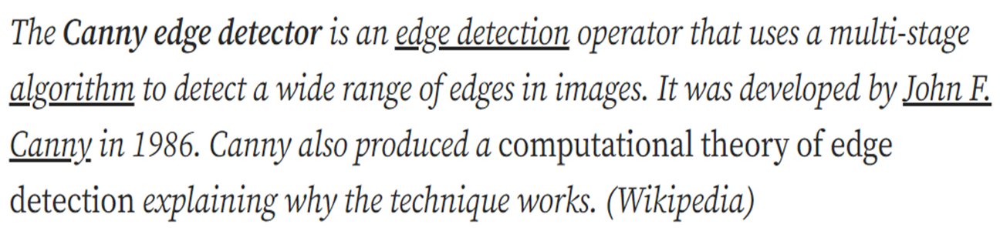 The Canny edge detector is an edge detection operator that uses a multi-stage
algorithm to detect a wide range of edges in images. It was developed by John F.
Canny in 1986. Canny also produced a computational theory of edge
detection explaining why the technique works. (Wikipedia)